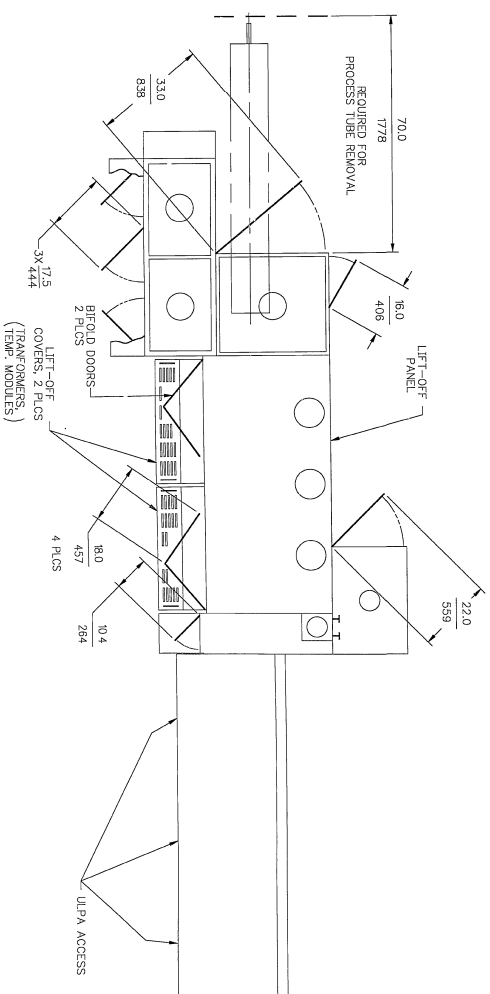 70.0
1778
REQUIRED FOR
PROCESS TUBE REMOVAL
33.0
838
3X 17.5
444
16.0
406
LIFT-OFF
PANEL
22.0
559
BIFOLD DOORS
2 PLCS
LIFT-OFF
COVERS, 2 PLCS
(TRANFORMERS,
TEMP. MODULES)
18.0
457
4 PLCS
10 4
264
ULPA ACCESS